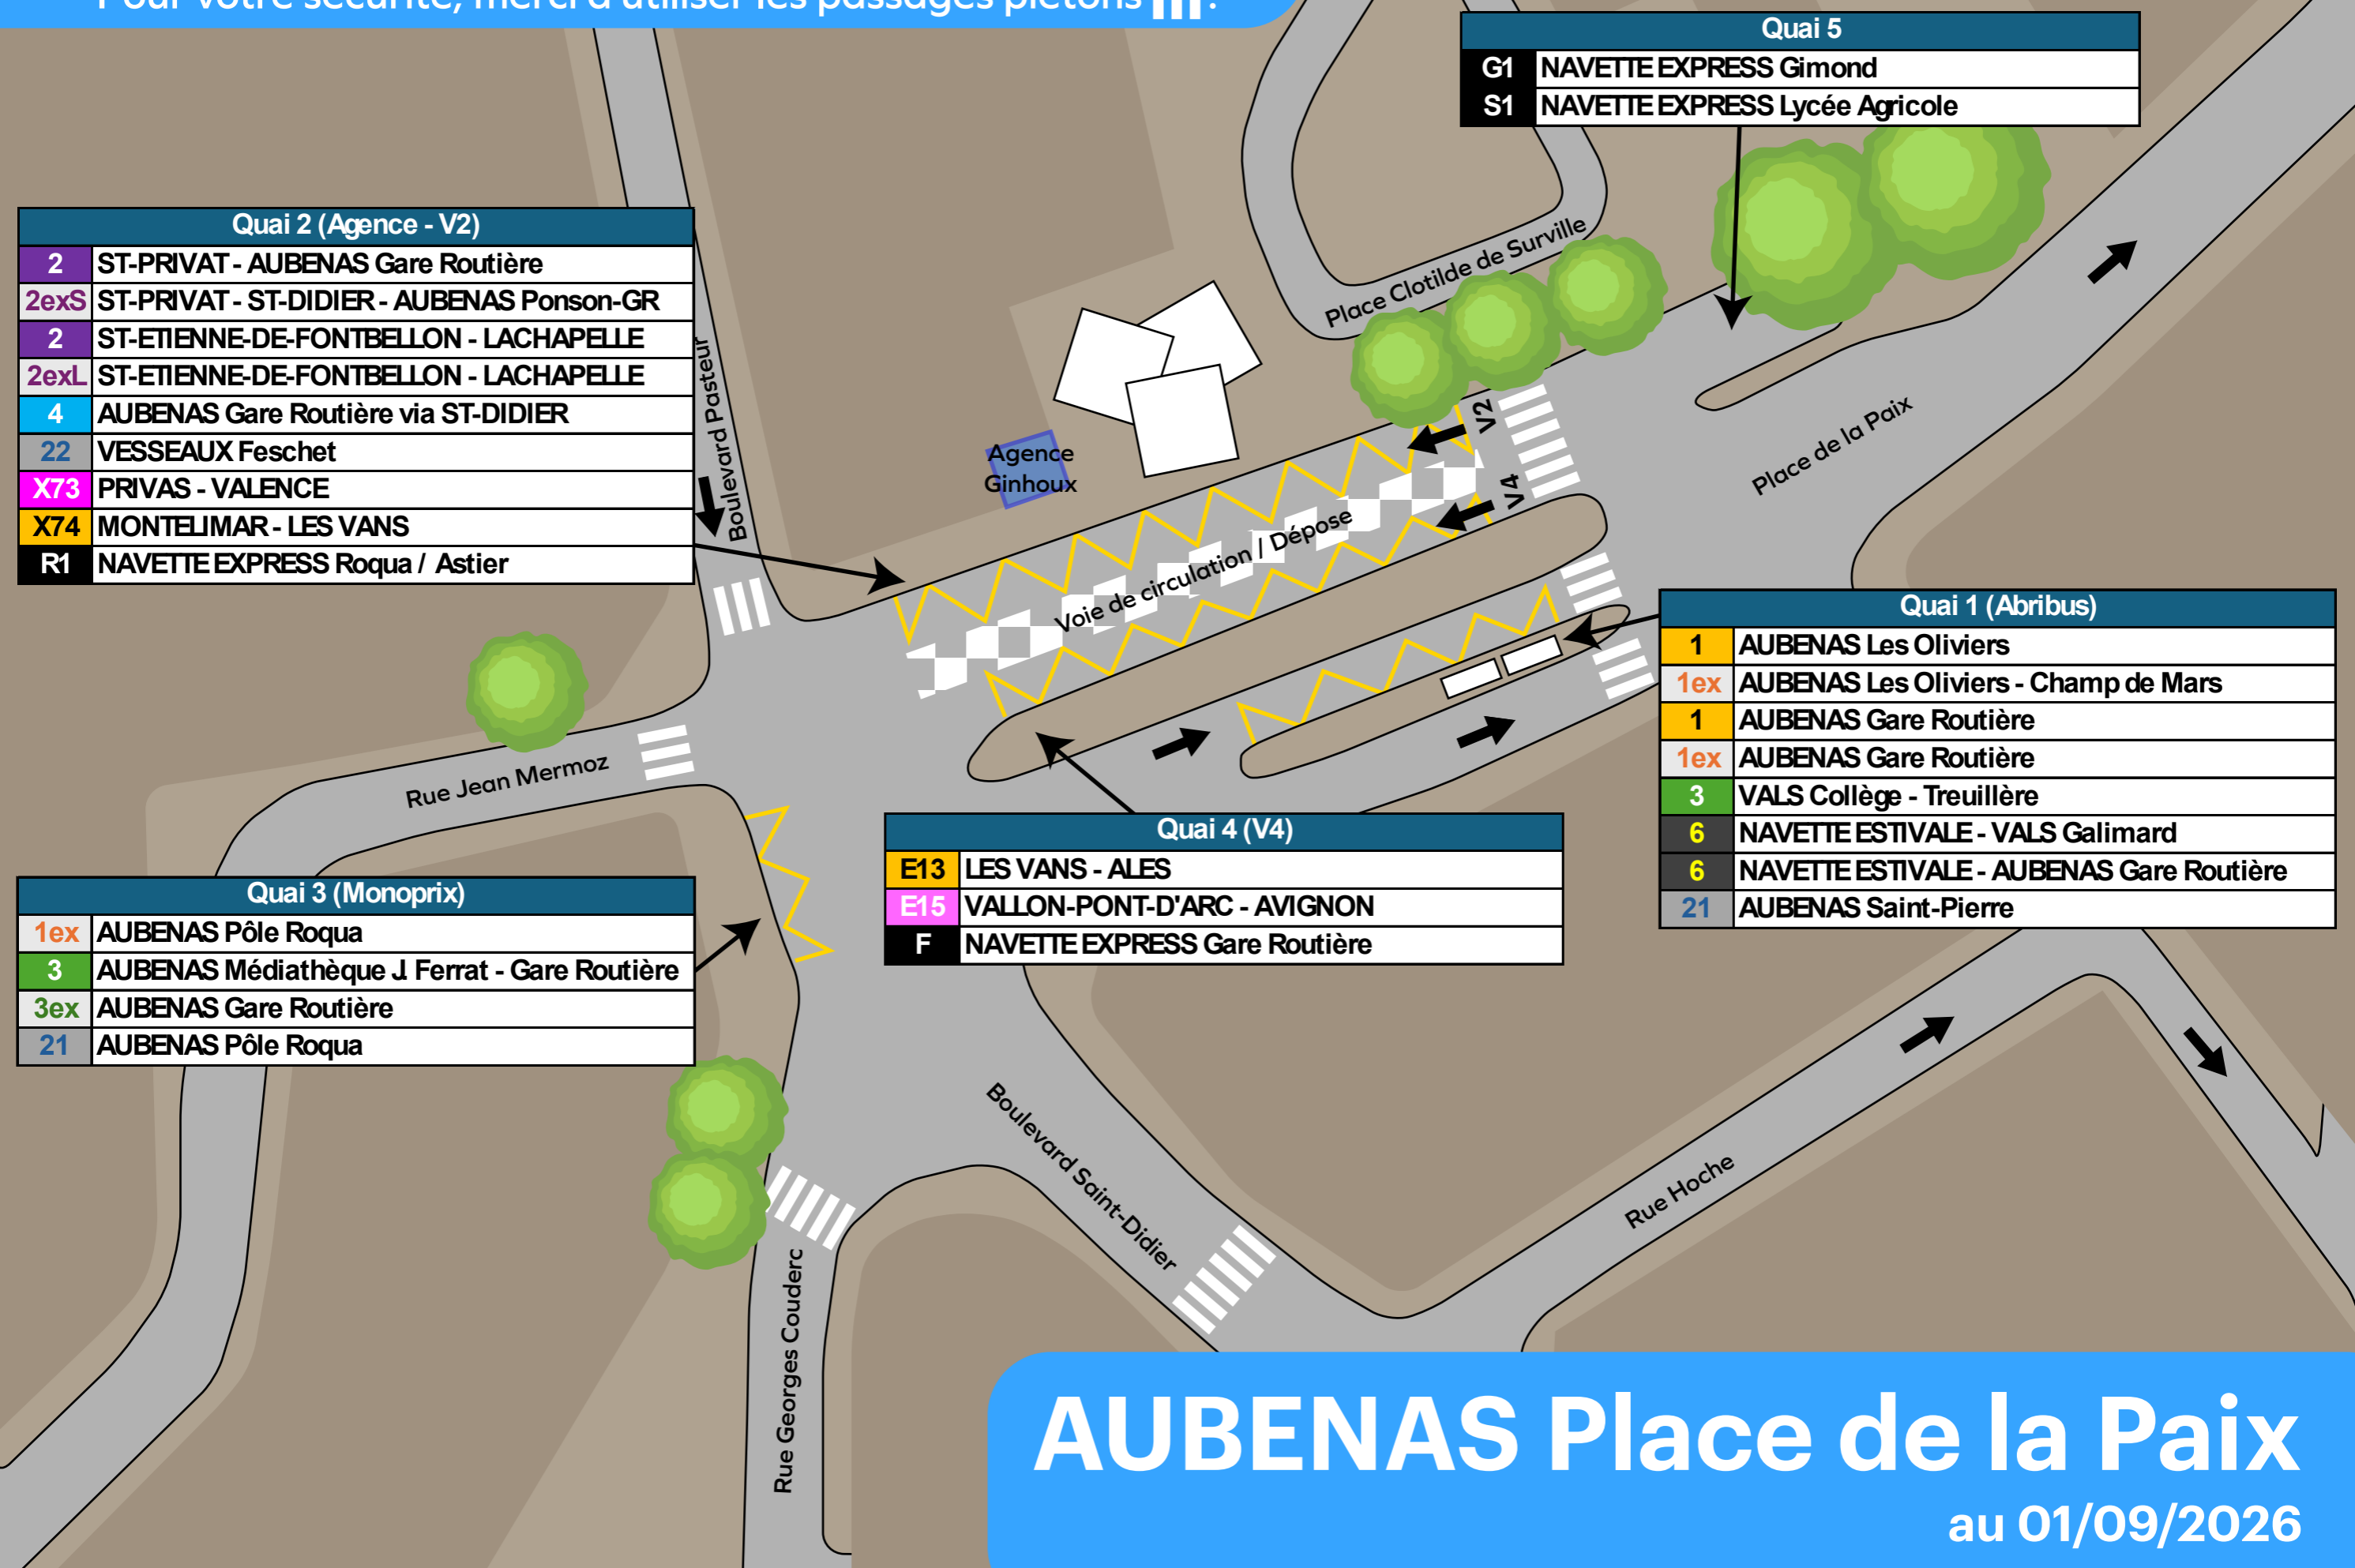 Pour votre sécurité, merci d'utiliser les passages piétons
Quai 5
G1 NAVETTE EXPRESS Gimond
S1 NAVETTE EXPRESS Lycée Agricole
Quai 2 (Agence - V2)
2 ST-PRIVAT - AUBENAS Gare Routière
2exS ST-PRIVAT - ST-DIDIER - AUBENAS Ponson-GR
2 ST-ETIENNE-DE-FONTBELLON - LACHAPELLE
2exL ST-ETIENNE-DE-FONTBELLON - LACHAPELLE
4 AUBENAS Gare Routière via ST-DIDIER
22 VESSEAUX Feschet
X73 PRIVAS - VALENCE
X74 MONTELIMAR - LES VANS
R1 NAVETTE EXPRESS Roqua / Astier
Boulevard Pasteur
Place Clotilde de Surville
Agence
Ginhoux
V2
V4
Voie de circulation / Dépose
Place de la Paix
Quai 1 (Abribus)
1 AUBENAS Les Oliviers
1ex AUBENAS Les Oliviers - Champ de Mars
1 AUBENAS Gare Routière
1ex AUBENAS Gare Routière
3 VALS Collège - Treuillère
6 NAVETTE ESTIVALE - VALS Galimard
6 NAVETTE ESTIVALE - AUBENAS Gare Routière
21 AUBENAS Saint-Pierre
Rue Jean Mermoz
Quai 4 (V4)
E13 LES VANS - ALES
E15 VALLON-PONT-D'ARC - AVIGNON
F NAVETTE EXPRESS Gare Routière
Quai 3 (Monoprix)
1ex AUBENAS Pôle Roqua
3 AUBENAS Médiathèque J. Ferrat - Gare Routière
3ex AUBENAS Gare Routière
21 AUBENAS Pôle Roqua
Boulevard Saint-Didier
Rue Hoche
Rue Georges Couderc
AUBENAS Place de la Paix
au 01/09/2026